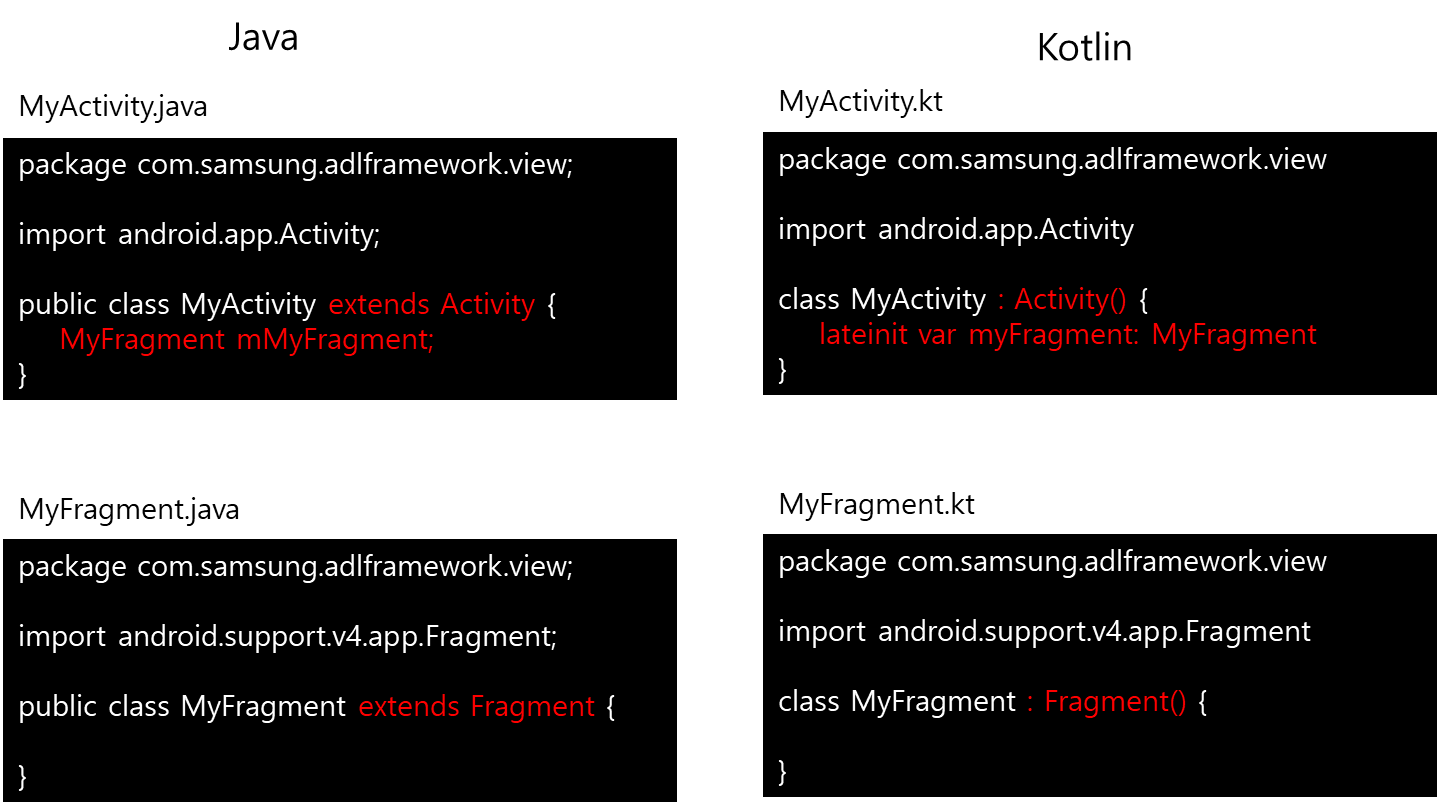 Java
MyActivity.java
package com.samsung.adlframework.view;
import android.app.Activity;
public class MyActivity extends Activity {
MyFragment mMyFragment;
}
MyFragment.java
package com.samsung.adlframework.view;
import android.support.v4.app.Fragment;
public class MyFragment extends Fragment {
}
Kotlin
MyActivity.kt
package com.samsung.adlframework.view
import android.app.Activity
class MyActivity : Activity() {
lateinit var myFragment: MyFragment
}
MyFragment.kt
package com.samsung.adlframework.view
import android.support.v4.app.Fragment
class MyFragment : Fragment() {
}